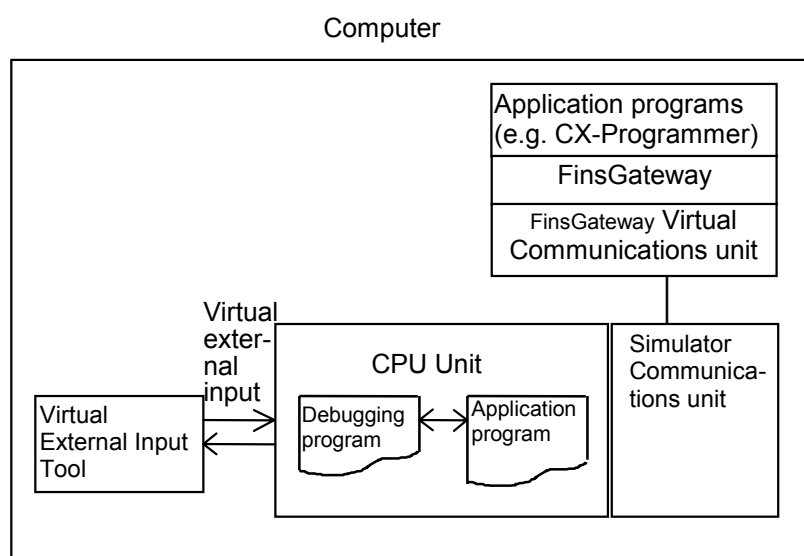 Computer
Application programs
(e.g. CX-Programmer)
FinsGateway
FinsGateway Virtual
Communications unit
Virtual
exter-
nal
input
CPU Unit
Simulator
Communica-
tions unit
Virtual
External Input
Tool
Debugging
program
Application
program